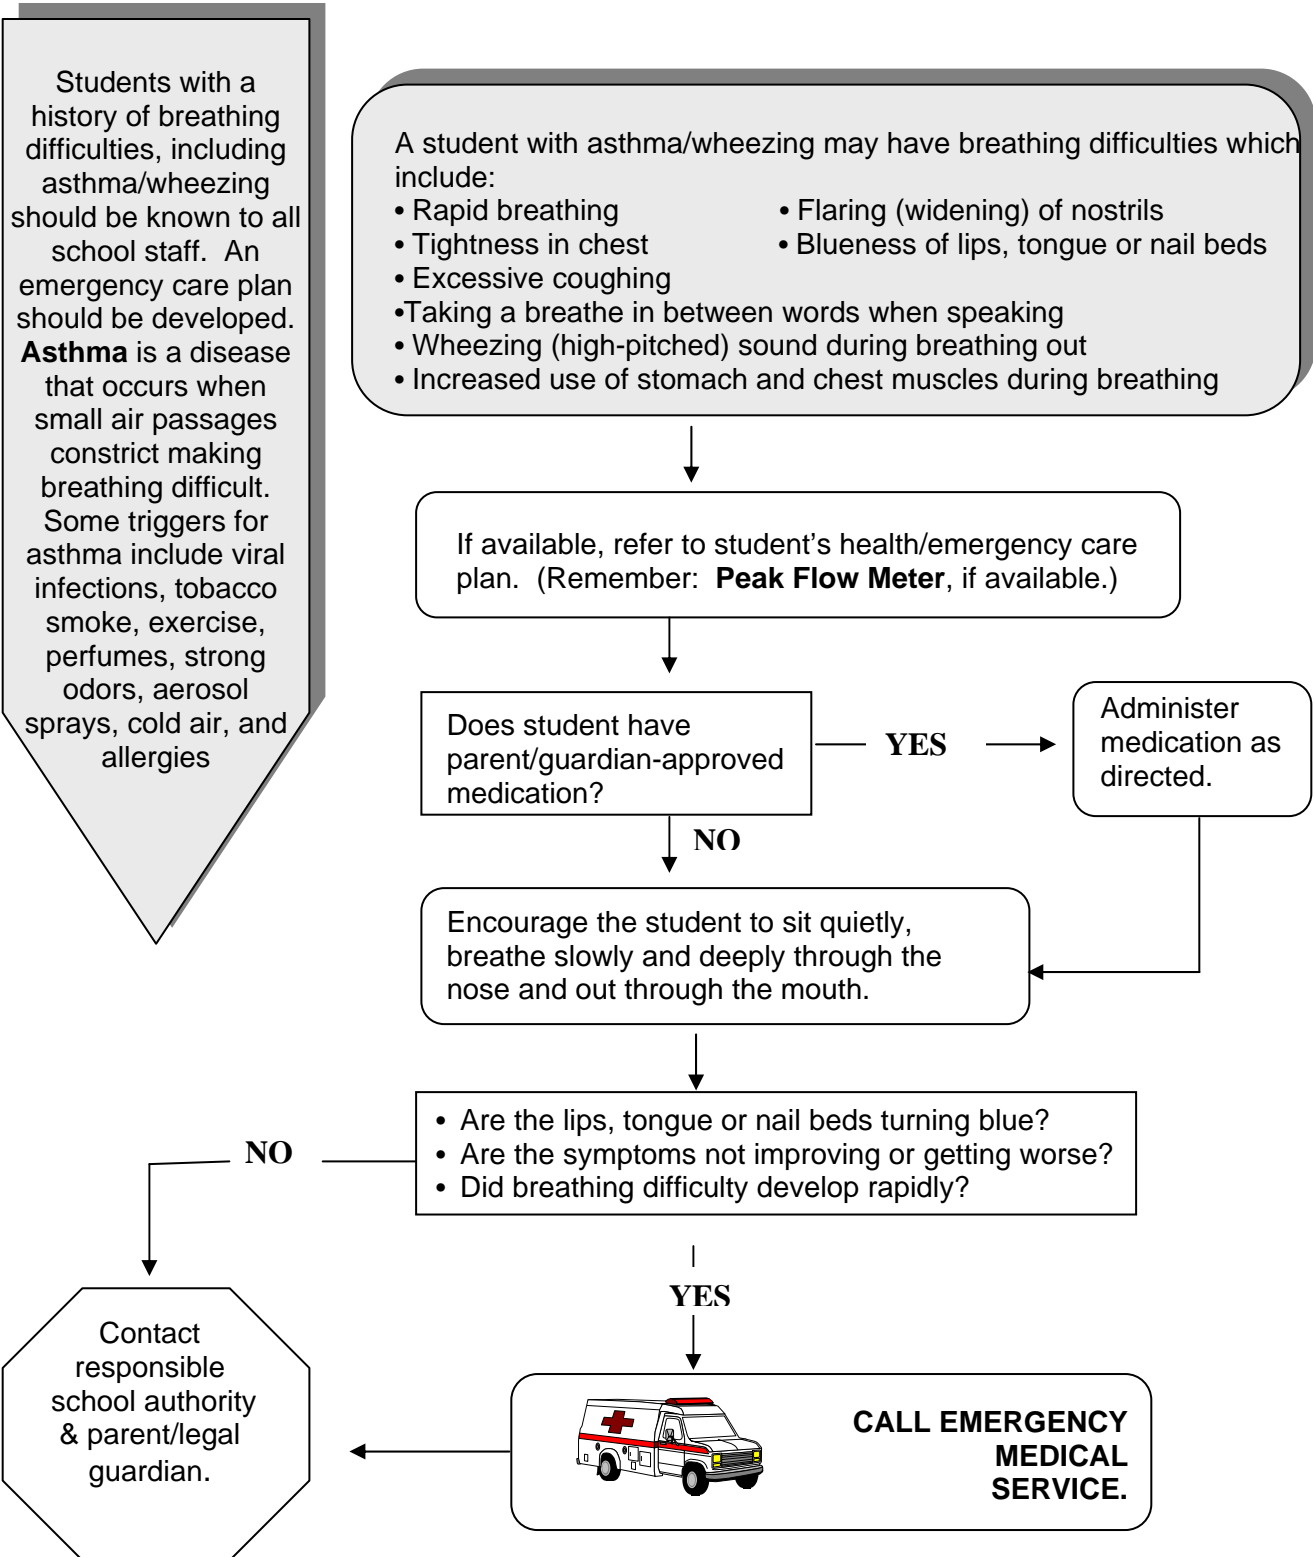 Students with a
history of breathing
difficulties, including
asthma/wheezing
should be known to all
school staff.  An
emergency care plan
should be developed.
Asthma is a disease
that occurs when
small air passages
constrict making
breathing difficult.
Some triggers for
asthma include viral
infections, tobacco
smoke, exercise,
perfumes, strong
odors, aerosol
sprays, cold air, and
allergies
A student with asthma/wheezing may have breathing difficulties which
include:
• Rapid breathing • Flaring (widening) of nostrils
• Tightness in chest • Blueness of lips, tongue or nail beds
• Excessive coughing
•Taking a breathe in between words when speaking
• Wheezing (high-pitched) sound during breathing out
• Increased use of stomach and chest muscles during breathing
If available, refer to student’s health/emergency care
plan.  (Remember:  Peak Flow Meter, if available.)
Does student have
parent/guardian-approved
medication?
YES
Administer
medication as
directed.
NO
Encourage the student to sit quietly,
breathe slowly and deeply through the
nose and out through the mouth.
• Are the lips, tongue or nail beds turning blue?
• Are the symptoms not improving or getting worse?
• Did breathing difficulty develop rapidly?
NO
YES
Contact
responsible
school authority
& parent/legal
guardian.
CALL EMERGENCY
MEDICAL
SERVICE.